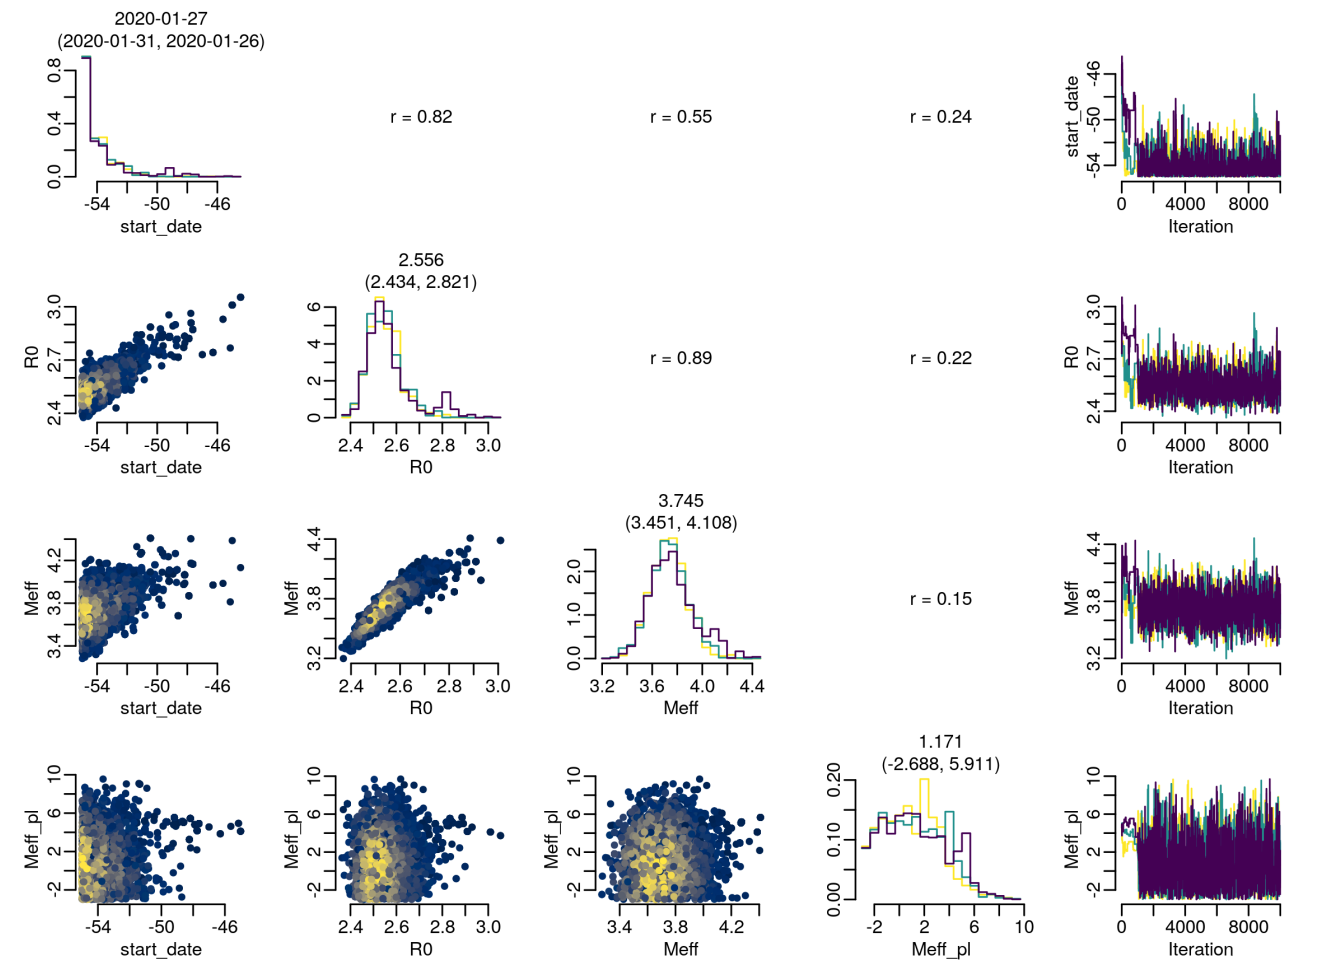 2020-01-27
(2020-01-31, 2020-01-26)
0.0 0.4 0.8
-54 -50 -46
start_date
r = 0.82
r = 0.55
r = 0.24
start_date
-54 -50 -46
0 4000 8000
Iteration
R0
2.4 2.7 3.0
-54 -50 -46
start_date
2.556
(2.434, 2.821)
0 2 4 6
2.4 2.6 2.8 3.0
R0
r = 0.89
r = 0.22
R0
2.4 2.7 3.0
0 4000 8000
Iteration
Meff
3.4 3.8 4.2
-54 -50 -46
start_date
Meff
3.2 3.8 4.4
2.4 2.6 2.8 3.0
R0
3.745
(3.451, 4.108)
0.0 1.0 2.0
3.2 3.6 4.0 4.4
Meff
r = 0.15
Meff
3.2 3.8 4.4
0 4000 8000
Iteration
Meff_pl
-2 2 6 10
-54 -50 -46
start_date
Meff_pl
-2 2 6 10
2.4 2.6 2.8 3.0
R0
Meff_pl
-2 2 6 10
3.4 3.8 4.2
Meff
1.171
(-2.688, 5.911)
0.00 0.10 0.20
-2 2 6 10
Meff_pl
Meff_pl
-2 2 6 10
0 4000 8000
Iteration